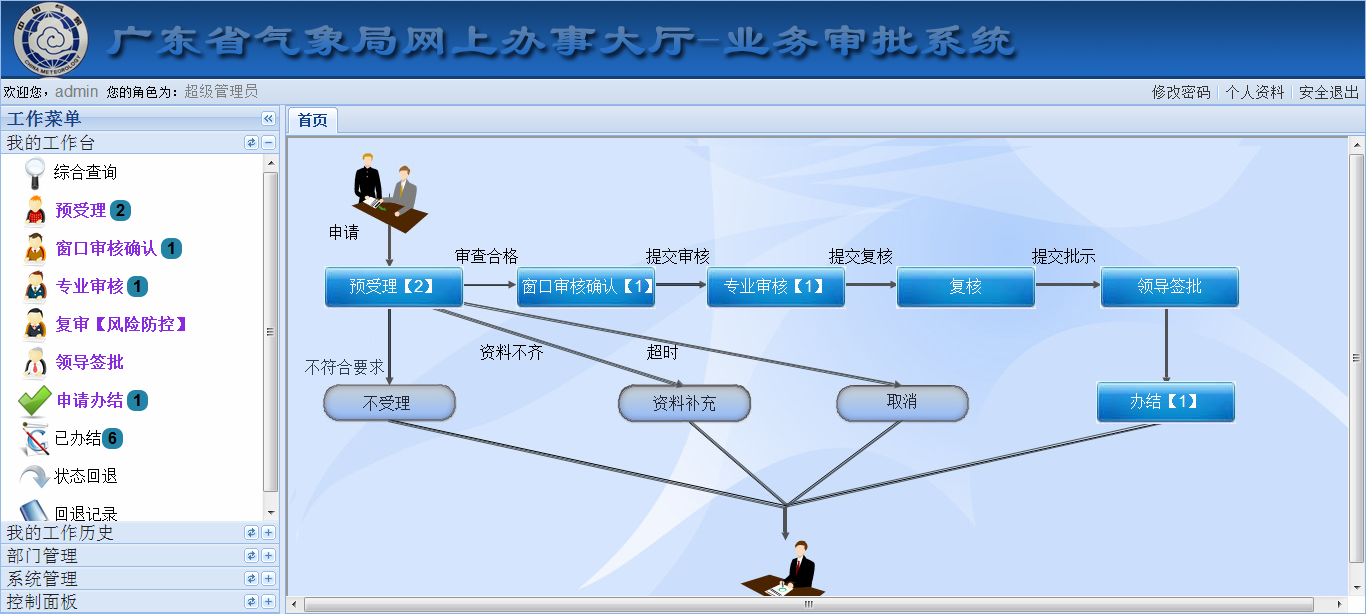 中国气象
CHINA METEOROLOGY
广东省气象局网上办事大厅-业务审批系统
欢迎您，admin 您的角色为：超级管理员
修改密码 个人资料 安全退出
工作菜单
首页
我的工作台
综合查询
预受理 2
窗口审核确认 1
专业审核 1
复审【风险防控】
领导签批
申请办结 1
已办结 6
状态回退
回退记录
我的工作历史
部门管理
系统管理
控制面板
申请
审查合格
提交审核
提交复核
提交批示
预受理【2】
窗口审核确认【1】
专业审核【1】
复核
领导签批
资料不齐
超时
不符合要求
不受理
资料补充
取消
办结【1】